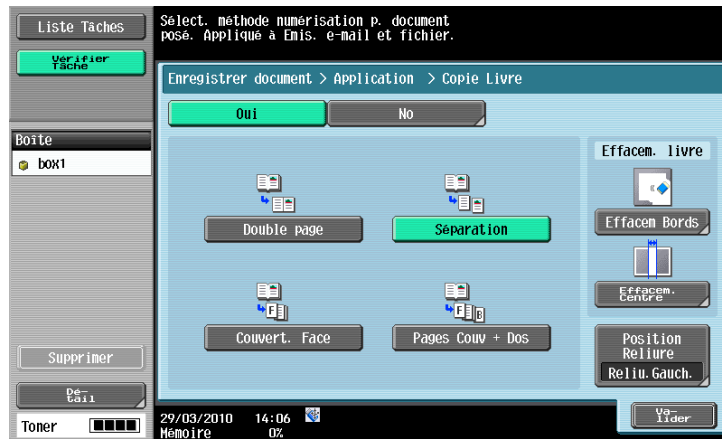 Liste Tâches
Vérifier
Tâche
Sélect. méthode numérisation p. document
posé. Appliqué à Emis. e-mail et fichier.
Enregistrer document > Application > Copie Livre
Oui
No
Boîte
box1
Effacem. livre
Double page
Séparation
Effacem Bords
F
F B
Couvert. Face
Pages Couv + Dos
Effacem.
Centre
Position
Reliure
Reliu.Gauch.
Supprimer
Dé-
tail
Toner
29/03/2010 14:06
Mémoire 0%
Va-
lider